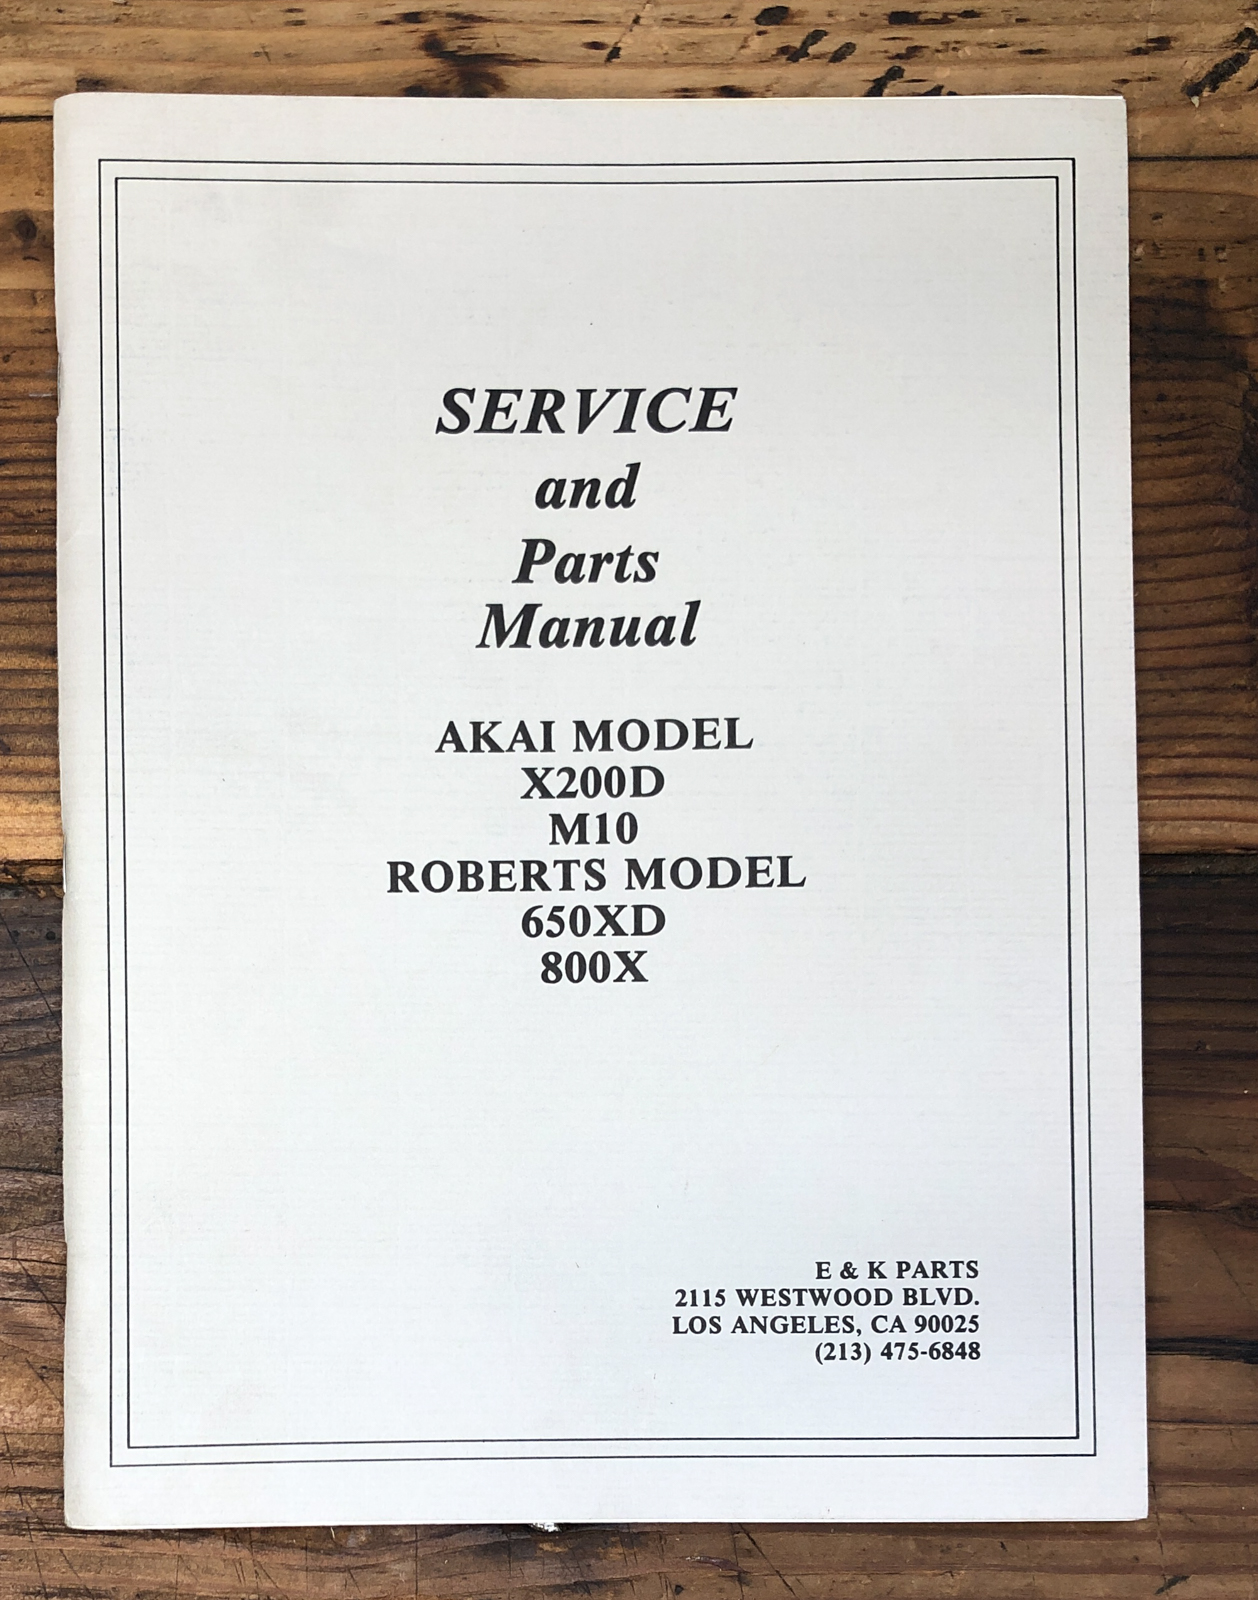 SERVICE
and
Parts
Manual
AKAI MODEL
X200D
M10
ROBERTS MODEL
650XD
800X
E & K PARTS
2115 WESTWOOD BLVD.
LOS ANGELES, CA 90025
(213) 475-6848